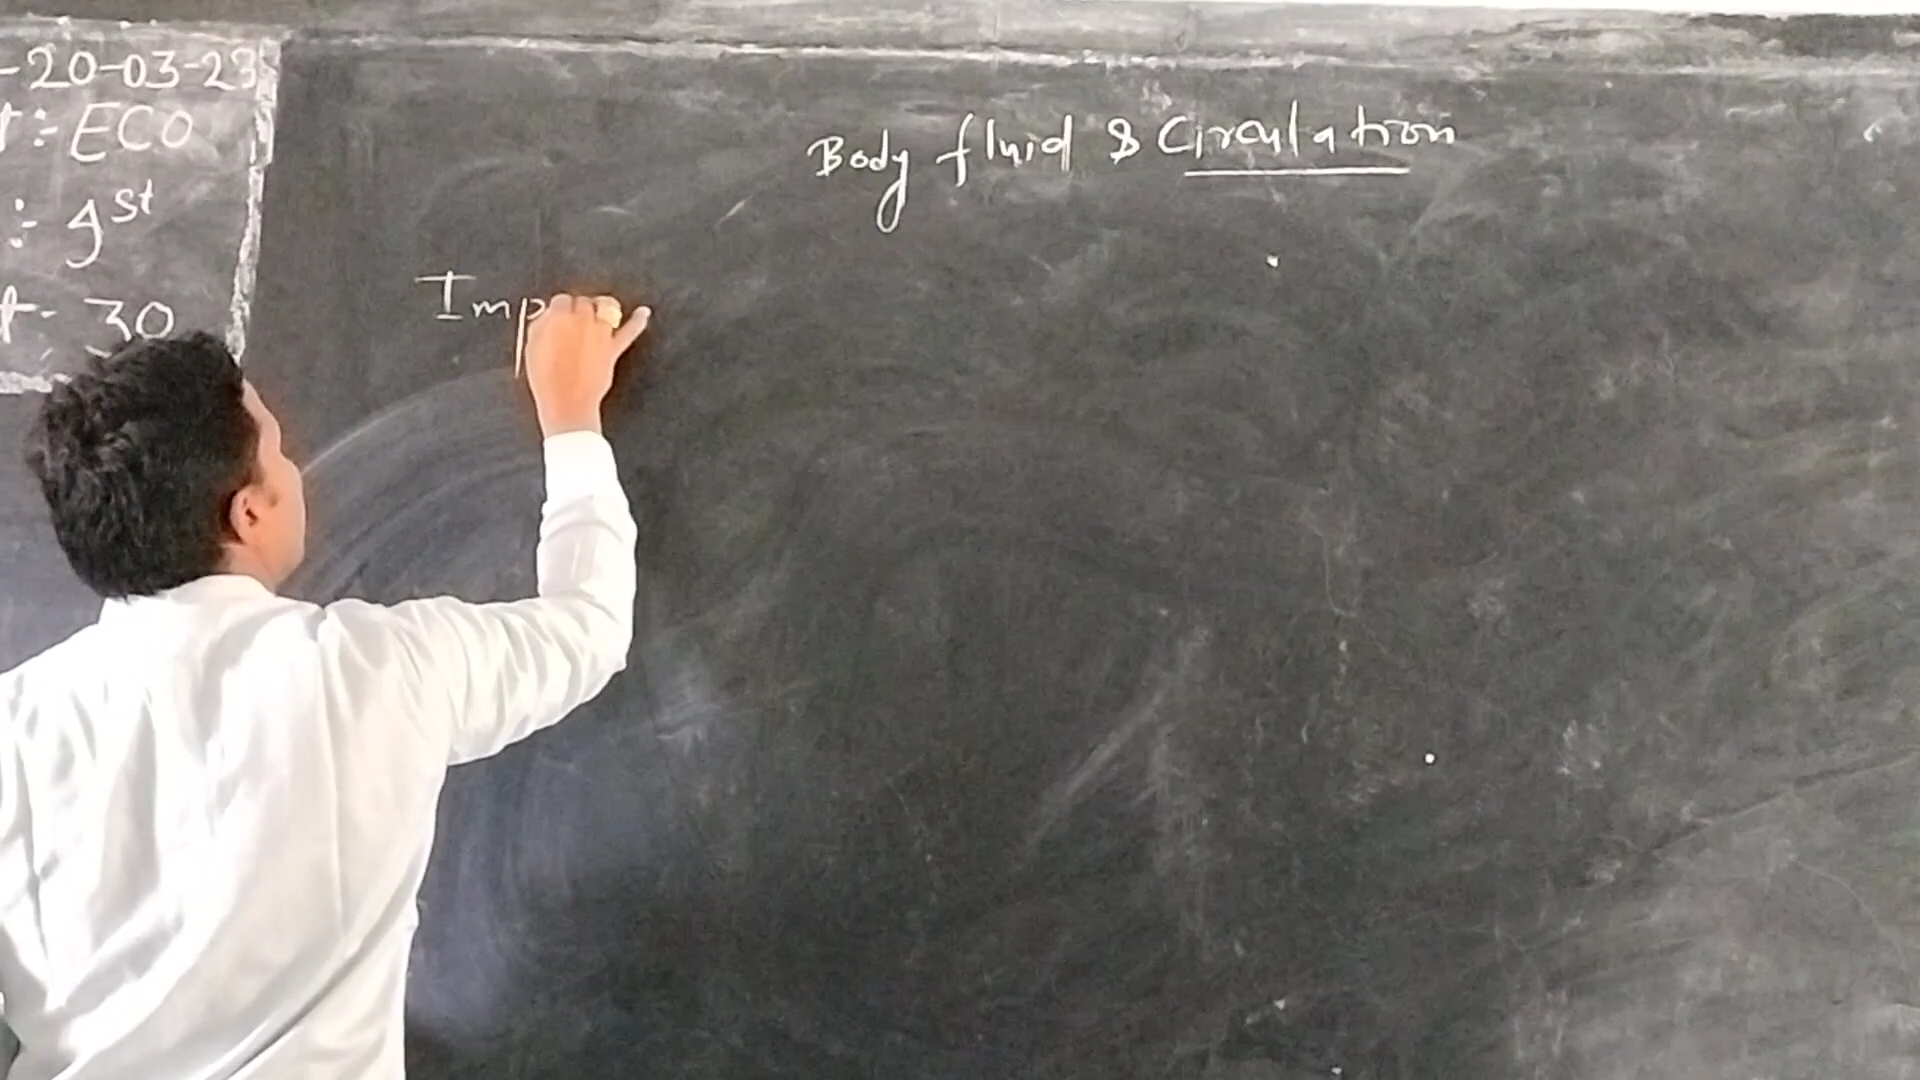 -20-03-23
t:- ECO
:- 9st
t- 30
Body fluid & Circulation
Imp